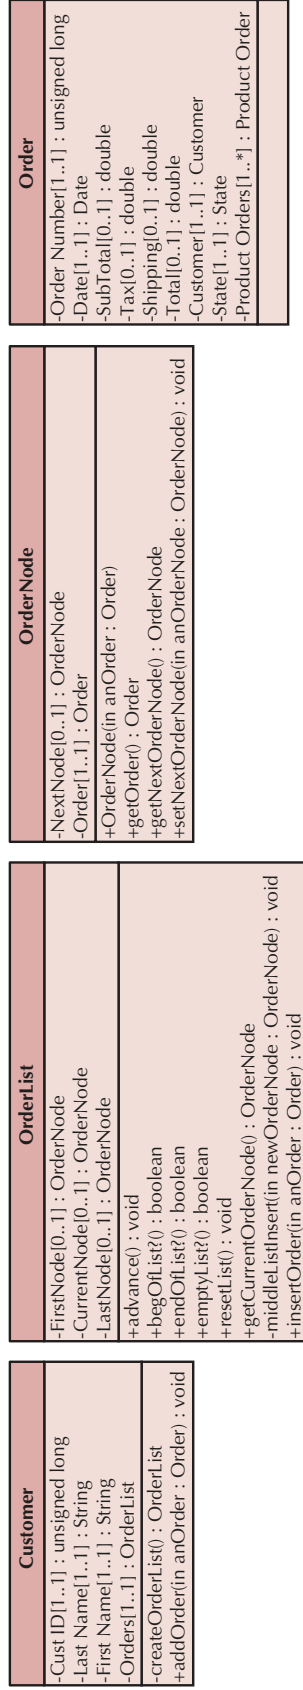 Customer
-Cust ID[1..1] : unsigned long
-Last Name[1..1] : String
-First Name[1..1] : String
-Orders[1..1] : OrderList
-createOrderList() : OrderList
+addOrder(in anOrder : Order) : void
OrderList
-FirstNode[0..1] : OrderNode
-CurrentNode[0..1] : OrderNode
-LastNode[0..1] : OrderNode
+advance() : void
+begOfList?() : boolean
+endOfList?() : boolean
+emptyList?() : boolean
+resetList() : void
+getCurrentOrderNode() : OrderNode
-middleListInsert(in newOrderNode : OrderNode) : void
+insertOrder(in anOrder : Order) : void
OrderNode
-NextNode[0..1] : OrderNode
-Order[1..1] : Order
+OrderNode(in anOrder : Order)
+getOrder() : Order
+getNextOrderNode() : OrderNode
+setNextOrderNode(in anOrderNode : OrderNode) : void
Order
-Order Number[1..1] : unsigned long
-Date[1..1] : Date
-SubTotal[0..1] : double
-Tax[0..1] : double
-Shipping[0..1] : double
-Total[0..1] : double
-Customer[1..1] : Customer
-State[1..1] : State
-Product Orders[1..*] : Product Order